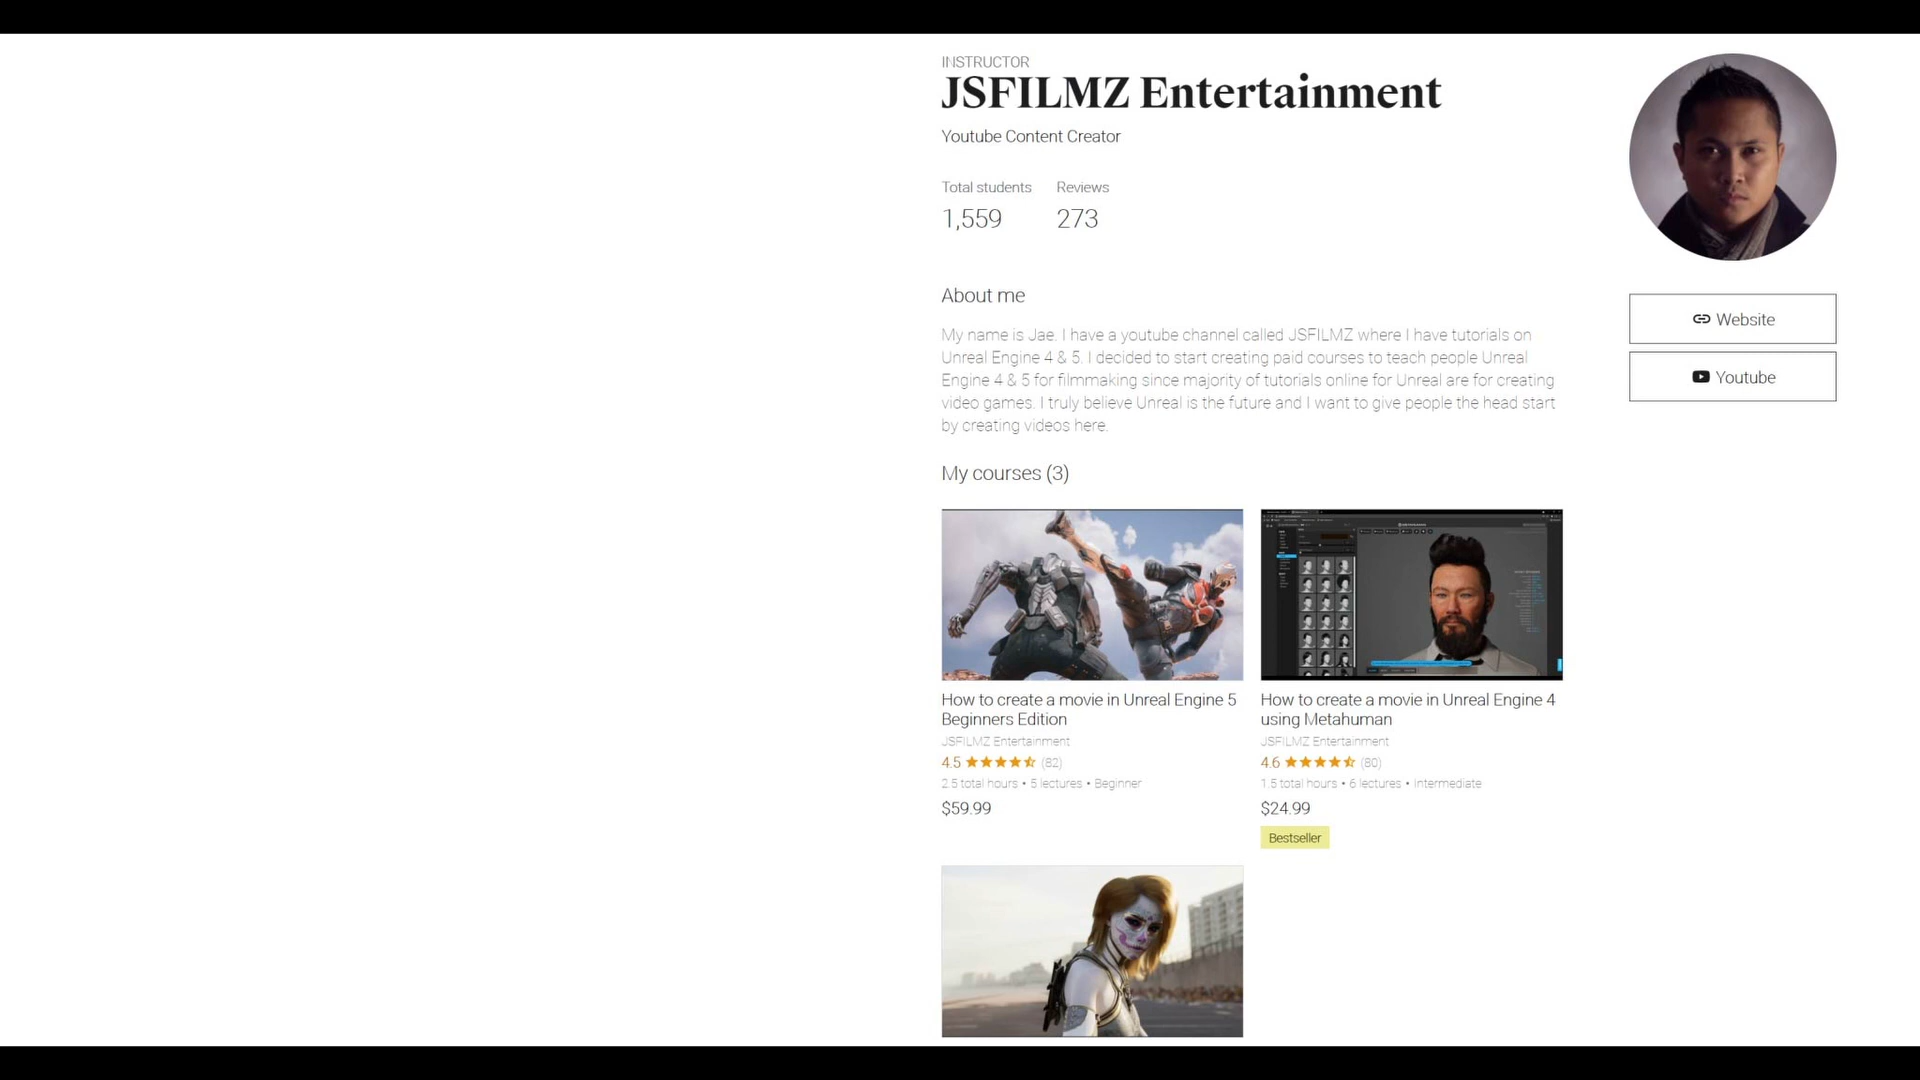 INSTRUCTOR
JSFILMZ Entertainment
Youtube Content Creator
Total students Reviews
1,559 273
About me
My name is Jae. I have a youtube channel called JSFILMZ where I have tutorials on
Unreal Engine 4 & 5. I decided to start creating paid courses to teach people Unreal
Engine 4 & 5 for filmmaking since majority of tutorials online for Unreal are for creating
video games. I truly believe Unreal is the future and I want to give people the head start
by creating videos here.
Website
Youtube
My courses (3)
How to create a movie in Unreal Engine 5
Beginners Edition
JSFILMZ Entertainment
4.5 (82)
2.5 total hours • 5 lectures • Beginner
$59.99
How to create a movie in Unreal Engine 4
using Metahuman
JSFILMZ Entertainment
4.6 (80)
1.5 total hours • 6 lectures • Intermediate
$24.99
Bestseller